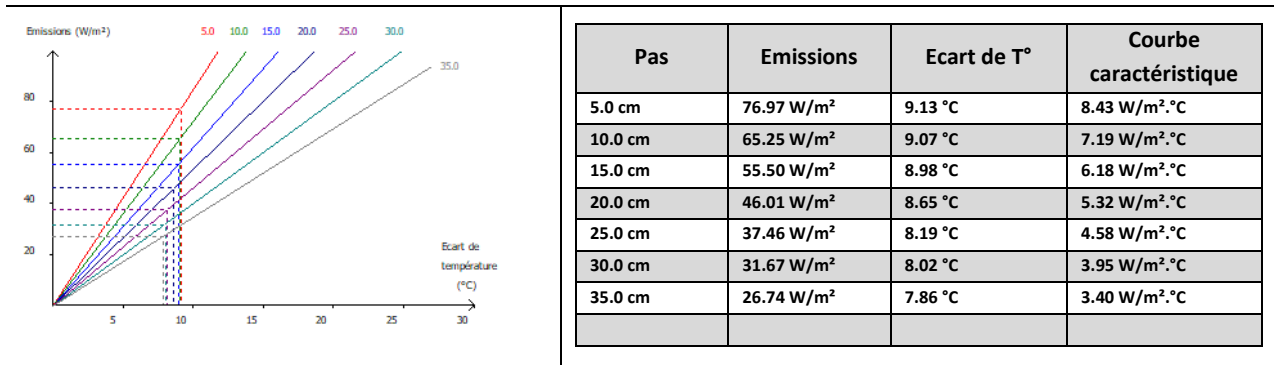 Emissions (W/m²) 5.0 10.0 15.0 20.0 25.0 30.0
35.0
80
60
40
20
Ecart de
température
(°C)
5 10 15 20 25 30
Pas Emissions Ecart de T° Courbe
caractéristique
5.0 cm 76.97 W/m² 9.13 °C 8.43 W/m².°C
10.0 cm 65.25 W/m² 9.07 °C 7.19 W/m².°C
15.0 cm 55.50 W/m² 8.98 °C 6.18 W/m².°C
20.0 cm 46.01 W/m² 8.65 °C 5.32 W/m².°C
25.0 cm 37.46 W/m² 8.19 °C 4.58 W/m².°C
30.0 cm 31.67 W/m² 8.02 °C 3.95 W/m².°C
35.0 cm 26.74 W/m² 7.86 °C 3.40 W/m².°C